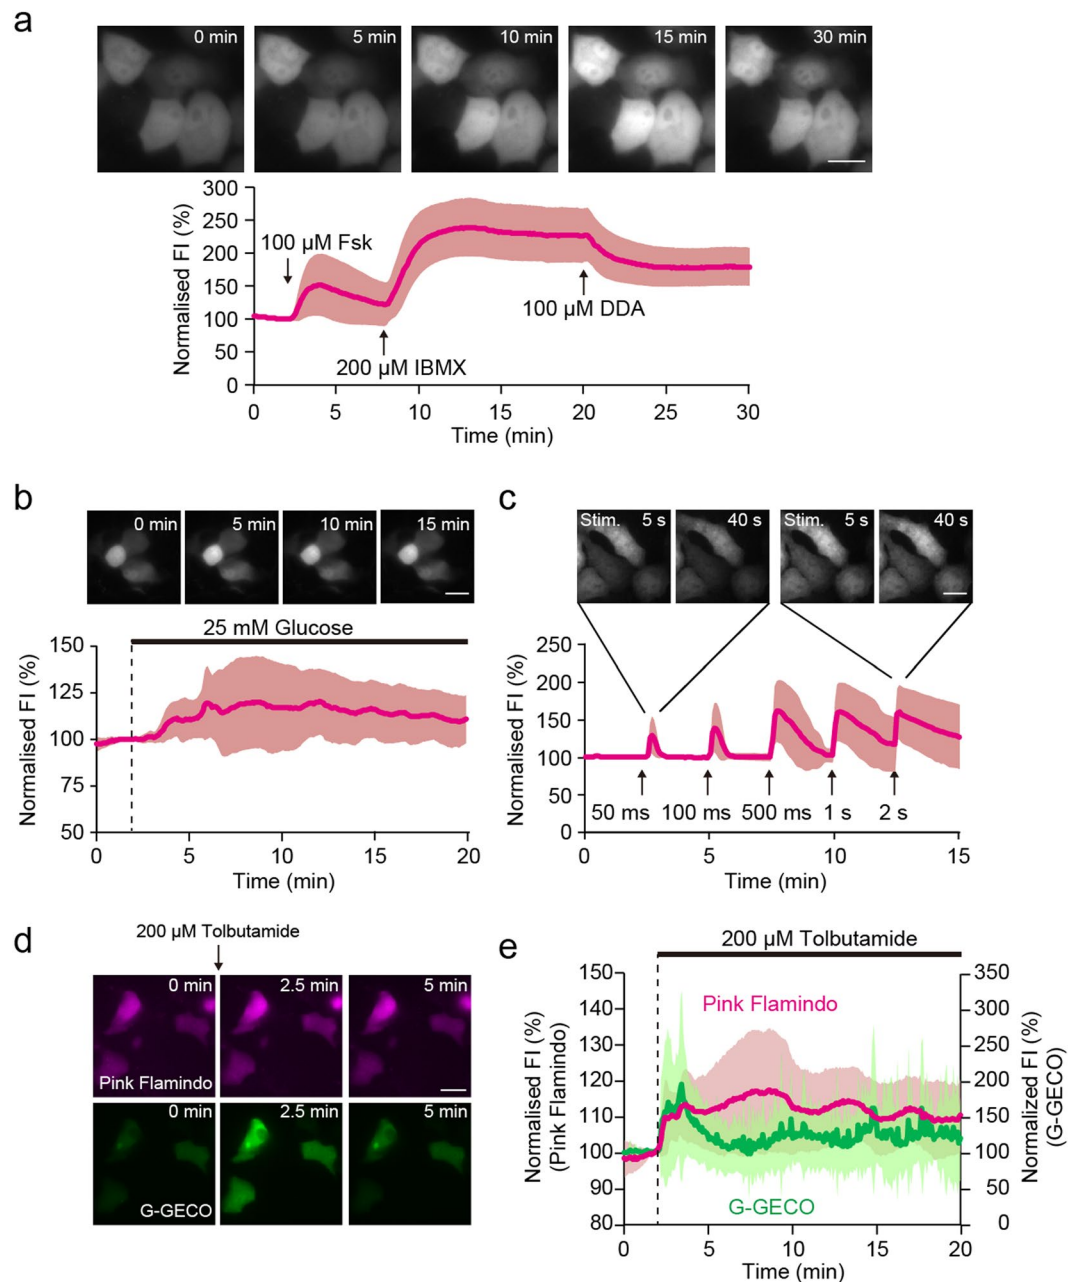 a
0 min 5 min 10 min 15 min 30 min
Normalised FI (%)
300
250
200
150
100
50
0
100 µM Fsk
200 µM IBMX
100 µM DDA
0 5 10 15 20 25 30
Time (min)
b
0 min 5 min 10 min 15 min
25 mM Glucose
Normalised FI (%)
150
125
100
75
50
0 5 10 15 20
Time (min)
c
Stim. 5 s 40 s Stim. 5 s 40 s
Normalised FI (%)
250
200
150
100
50
0
50 ms 100 ms 500 ms 1 s 2 s
0 5 10 15
Time (min)
d
200 µM Tolbutamide
0 min 2.5 min 5 min
Pink Flamindo
0 min 2.5 min 5 min
G-GECO
e
200 µM Tolbutamide
Normalised FI (%)
(Pink Flamindo)
150
140
130
120
110
100
90
80
Pink Flamindo
G-GECO
350
300
250
200
150
100
50
0
Normalized FI (%)
(G-GECO)
0 5 10 15 20
Time (min)